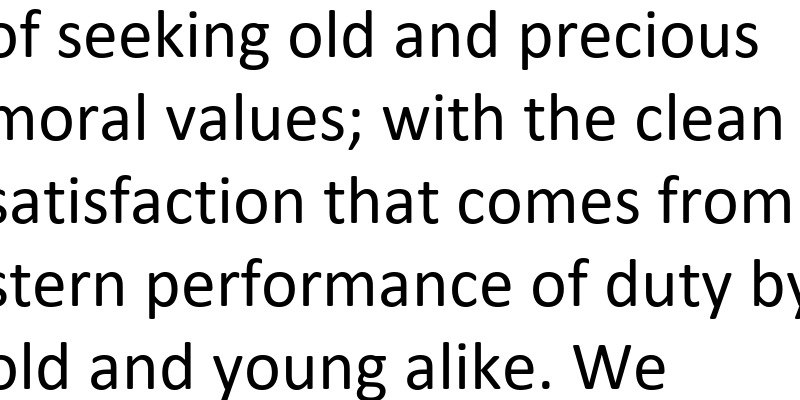 of seeking old and precious
moral values; with the clean
satisfaction that comes from
stern performance of duty by
old and young alike. We